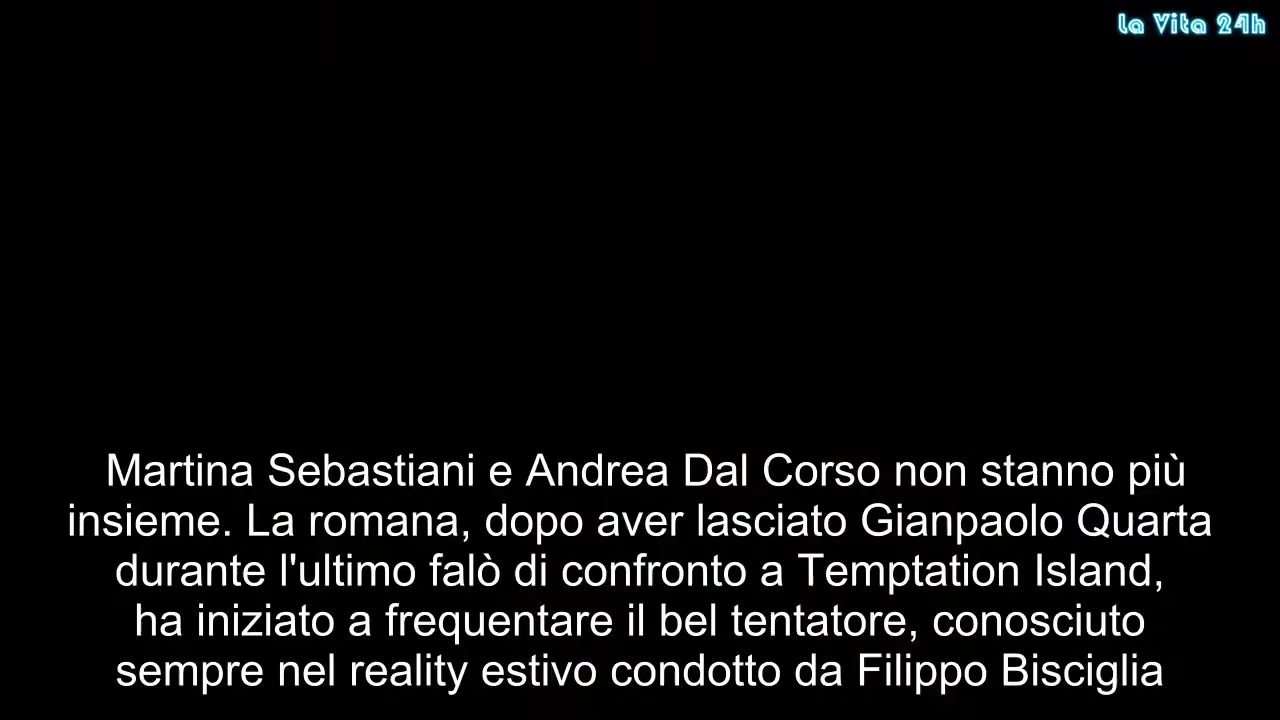 La Vita 24h
Martina Sebastiani e Andrea Dal Corso non stanno più
insieme. La romana, dopo aver lasciato Gianpaolo Quarta
durante l'ultimo falò di confronto a Temptation Island,
ha iniziato a frequentare il bel tentatore, conosciuto
sempre nel reality estivo condotto da Filippo Bisciglia